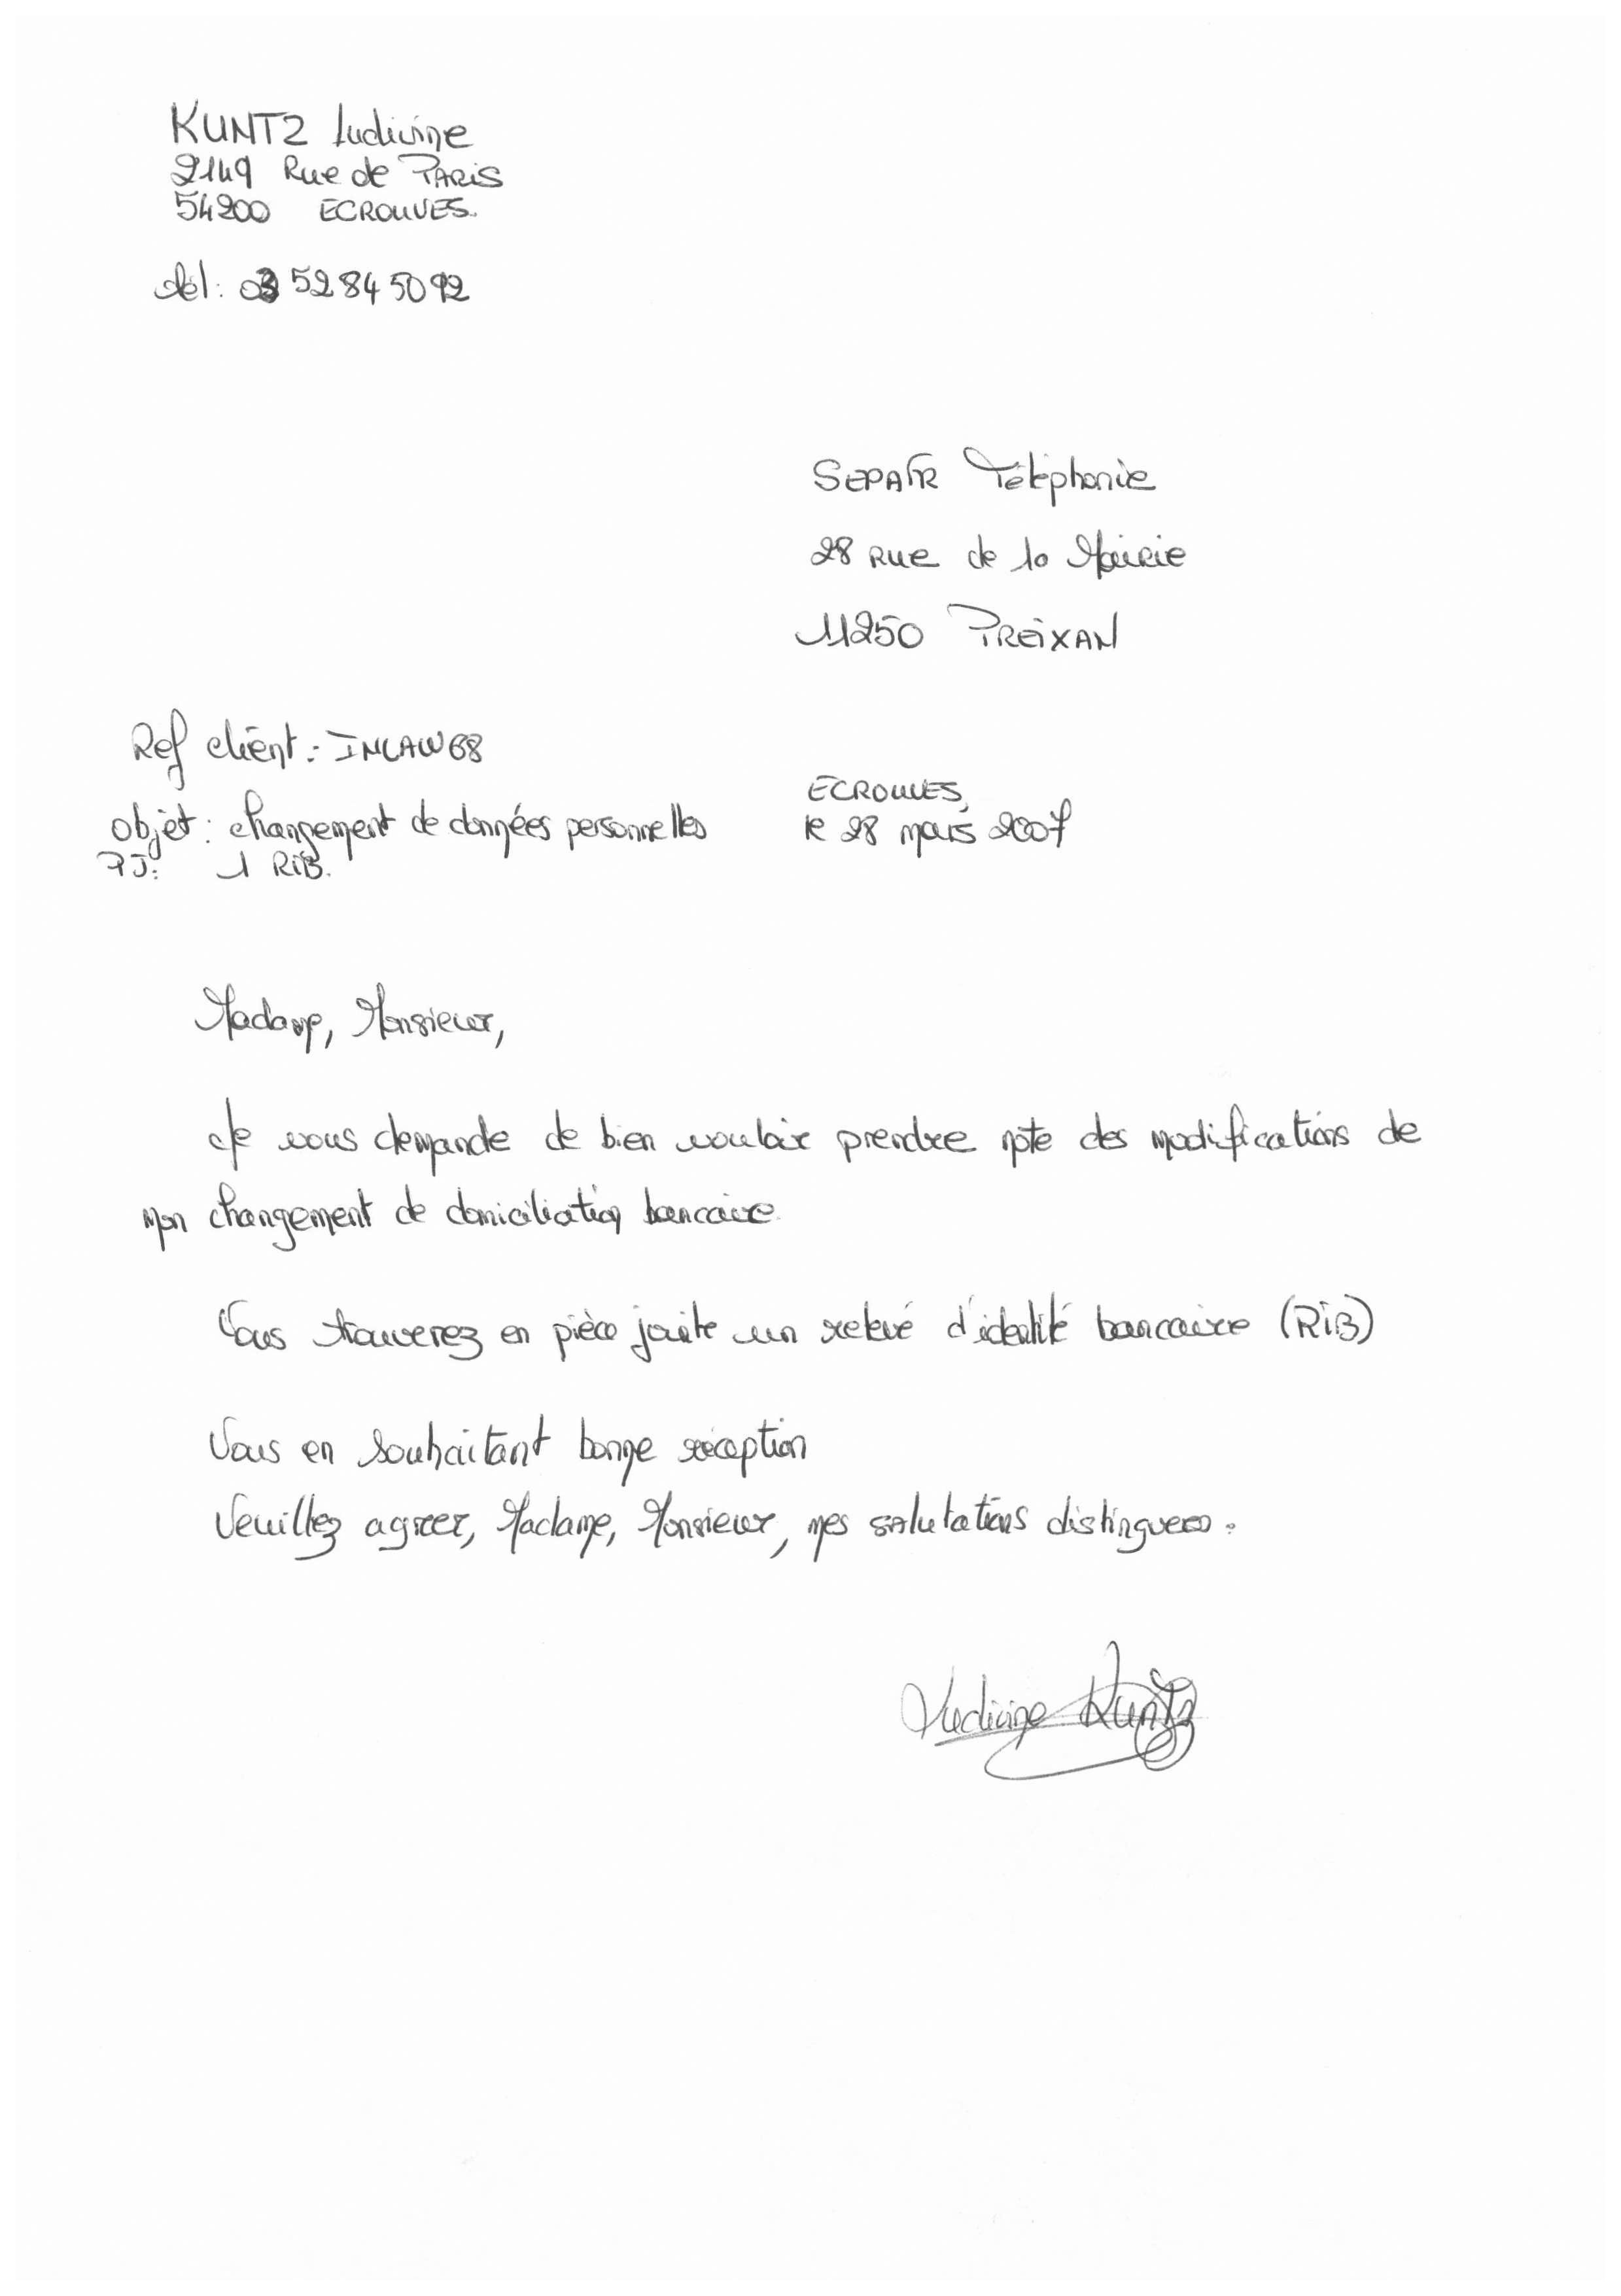 KUNTZ Ludivine
2149 Rue de PARIS
54200 ECROUVES.
tél: 03 52 84 50 92
SEPAFR Téléphonie
28 Rue de la Mairie
11250 PREIXAN
Ref client: INLAW68
ECROUVES,
objet: changement de données personnelles
le 28 mars 2007
PJ: 1 RIB.
Madame, Monsieur,
Je vous demande de bien vouloir prendre note des modifications de
mon changement de domiciliation bancaire.
Vous trouverez en pièce jointe un relevé d'identité bancaire (RIB)
Vous en souhaitant bonne réception
Veuillez agréer, Madame, Monsieur, mes salutations distinguées.
Ludivine Kuntz